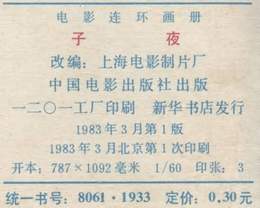 电影连环画册
子夜
改编：上海电影制片厂
中国电影出版社出版
一二〇一工厂印刷 新华书店发行
1983年3月第1版
1983年3月北京第1次印刷
开本：787×1092毫米 1/60 印张：3
统一书号：8061·1933 定价：0.30元